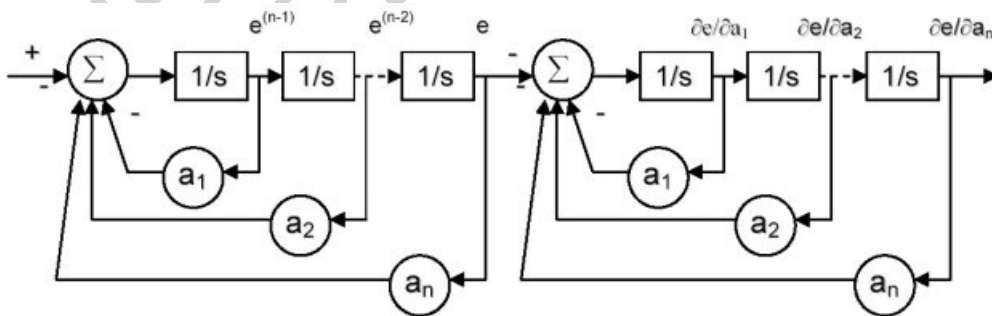 e(n-1) e(n-2) e ∂e/∂a1 ∂e/∂a2 ∂e/∂an
+ - Σ 1/s 1/s 1/s - - Σ 1/s 1/s 1/s
- -
a1 a1
a2 a2
an an